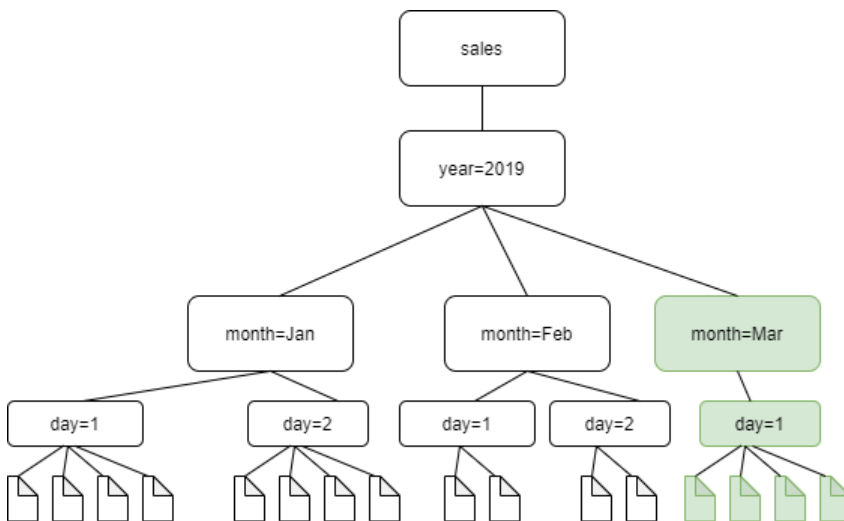 sales
year=2019
month=Jan
month=Feb
month=Mar
day=1
day=2
day=1
day=2
day=1